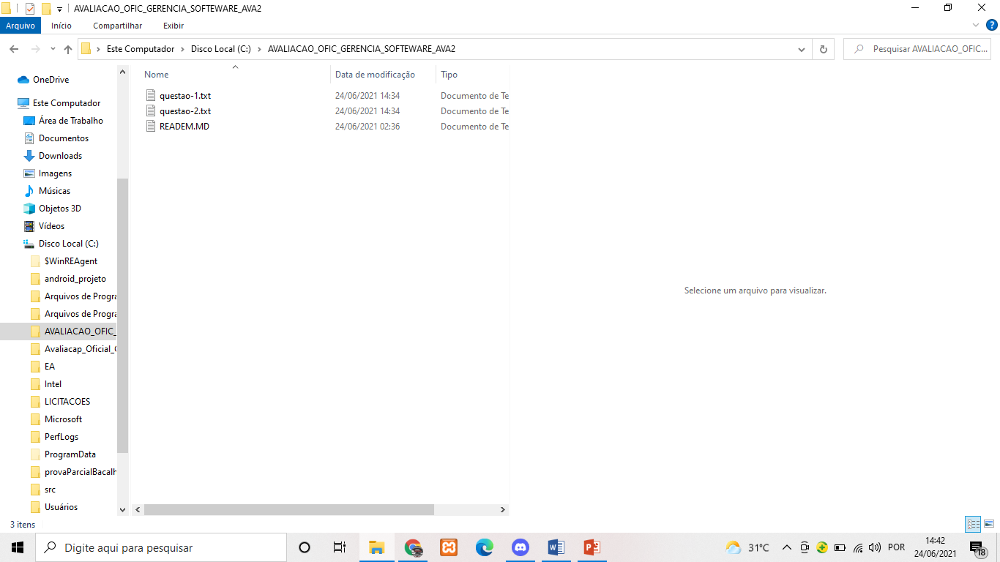 AVALIACAO_OFIC_GERENCIA_SOFTEWARE_AVA2
Arquivo Início Compartilhar Exibir
Este Computador Disco Local (C:) AVALIACAO_OFIC_GERENCIA_SOFTEWARE_AVA2
Pesquisar AVALIACAO_OFIC...
OneDrive
Este Computador
Área de Trabalho
Documentos
Downloads
Imagens
Músicas
Objetos 3D
Vídeos
Disco Local (C:)
$WinREAgent
android_projeto
Arquivos de Progra
Arquivos de Progra
AVALIACAO_OFIC_
Avaliacap_Oficial_C
EA
Intel
LICITACOES
Microsoft
PerfLogs
ProgramData
provaParcialBacalh
src
Usuários
Nome Data de modificação Tipo
questao-1.txt 24/06/2021 14:34 Documento de Te
questao-2.txt 24/06/2021 14:34 Documento de Te
READEM.MD 24/06/2021 02:36 Documento de Te
Selecione um arquivo para visualizar.
3 itens
Digite aqui para pesquisar
31°C
POR
14:42
24/06/2021
18